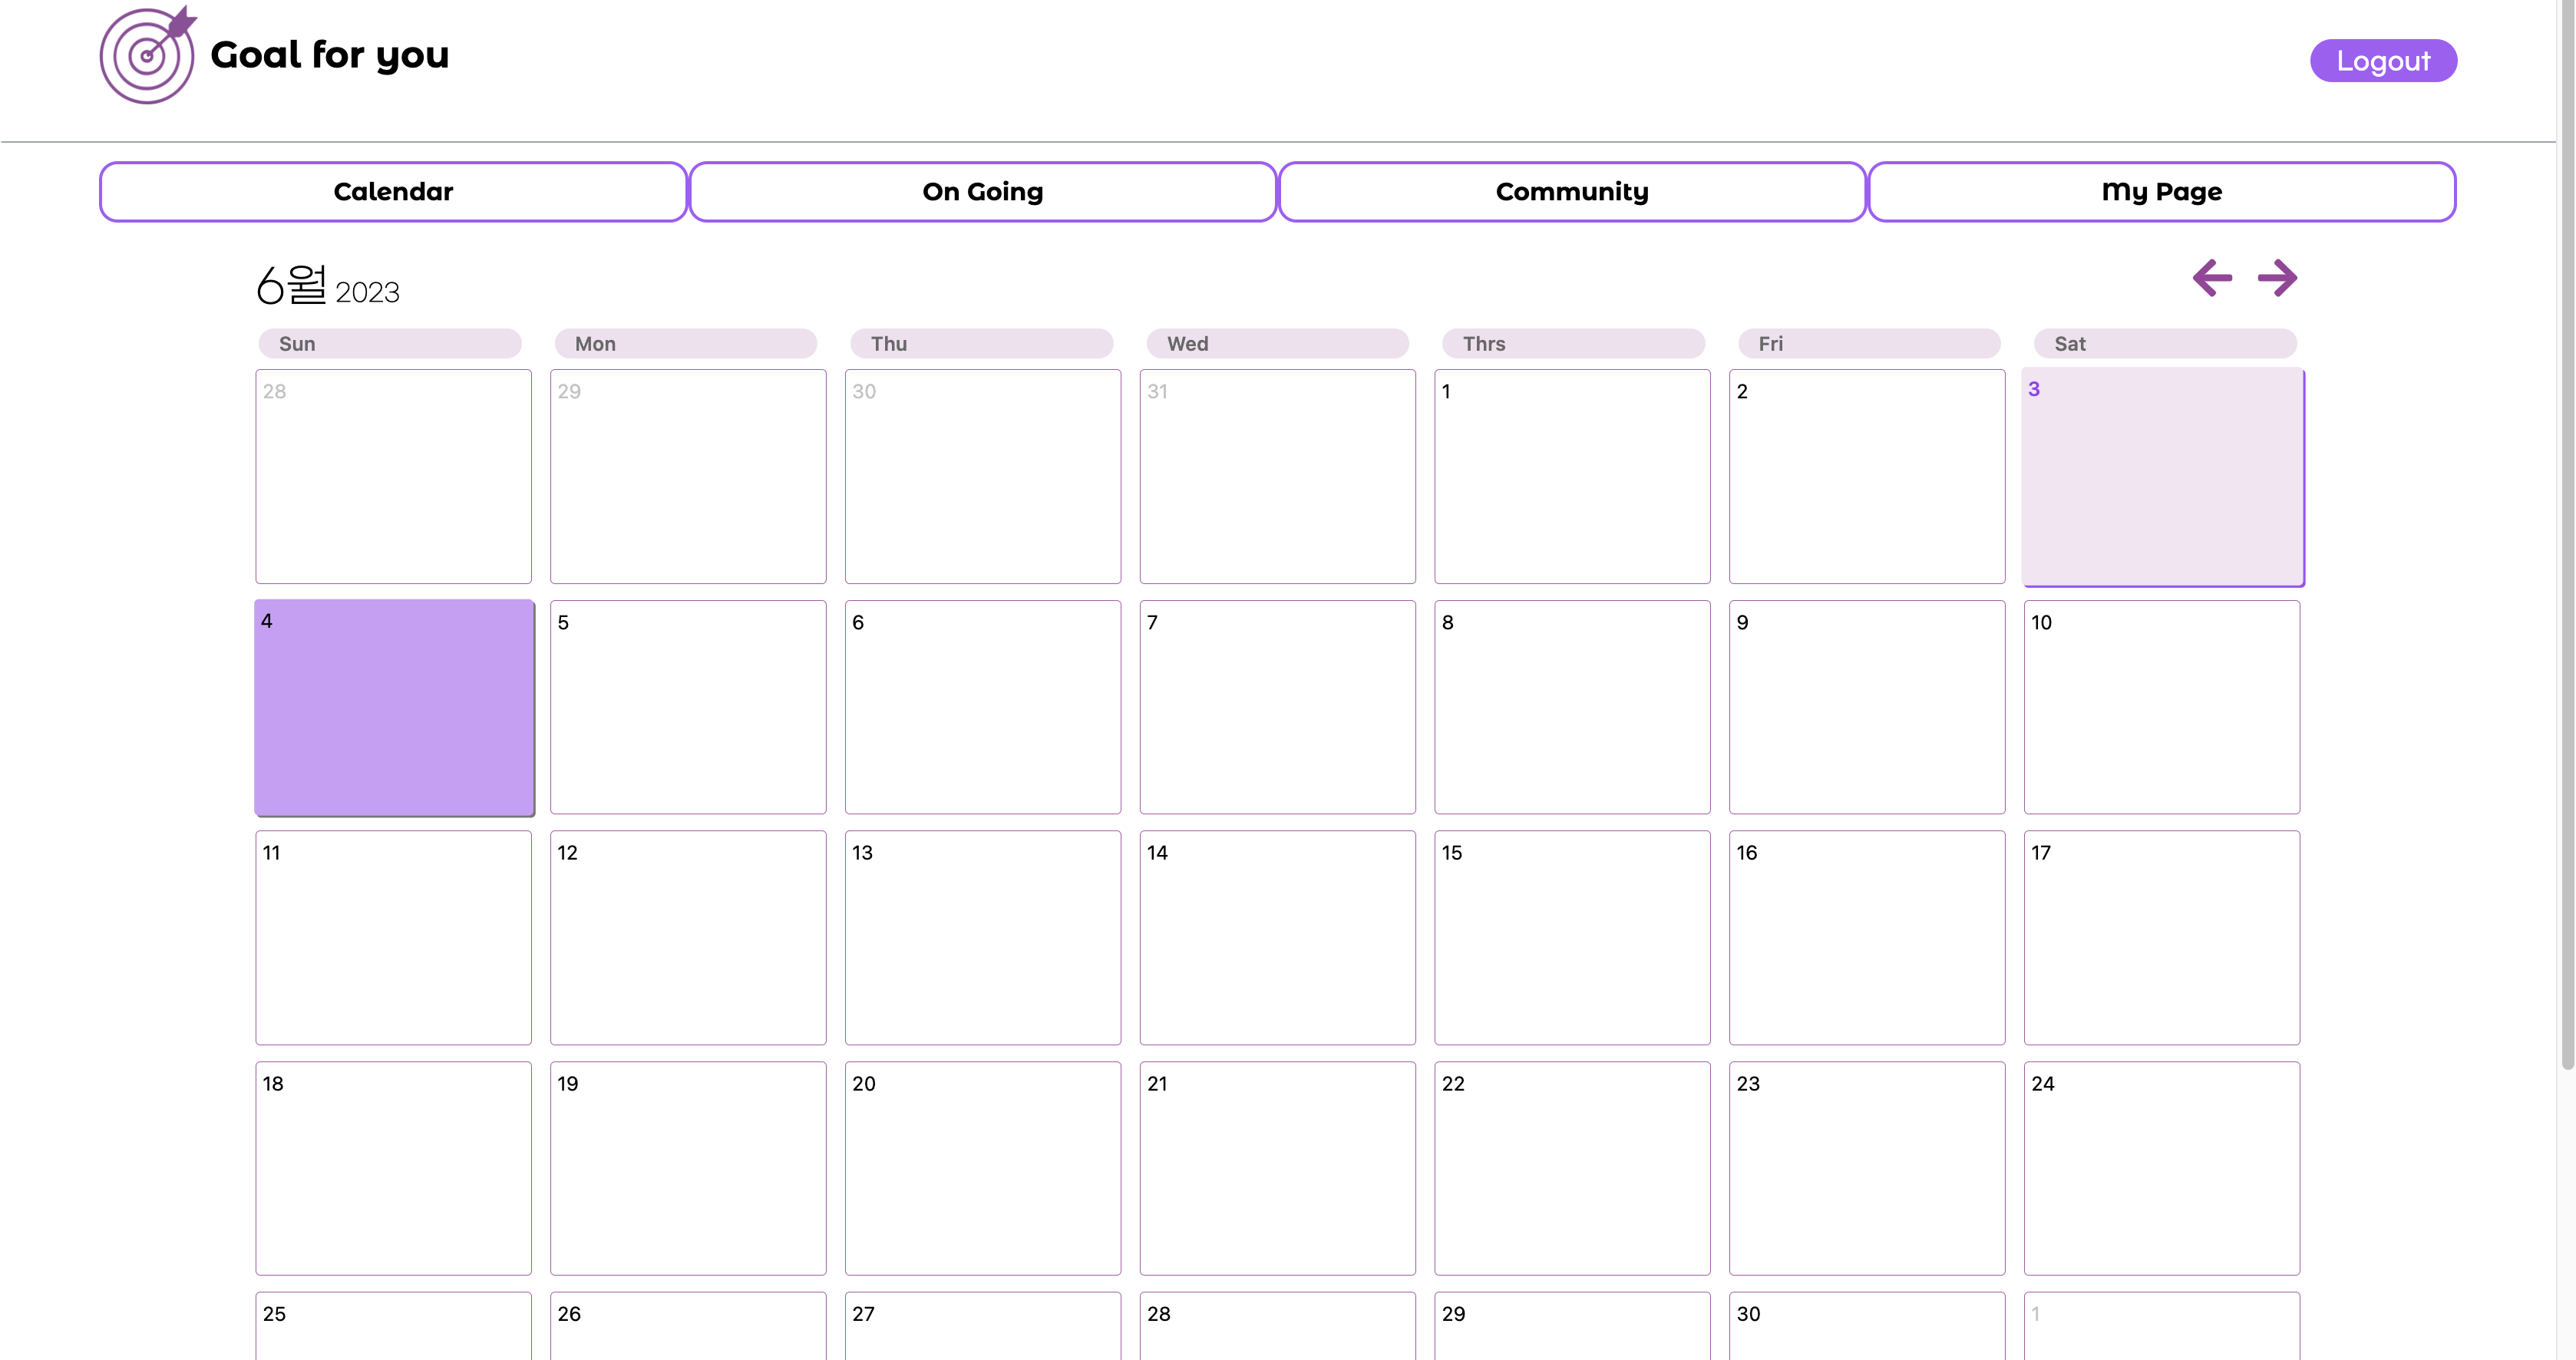 Goal for you
Logout
Calendar On Going Community My Page
6월 2023
Sun Mon Thu Wed Thrs Fri Sat
28 29 30 31 1 2 3
4 5 6 7 8 9 10
11 12 13 14 15 16 17
18 19 20 21 22 23 24
25 26 27 28 29 30 1